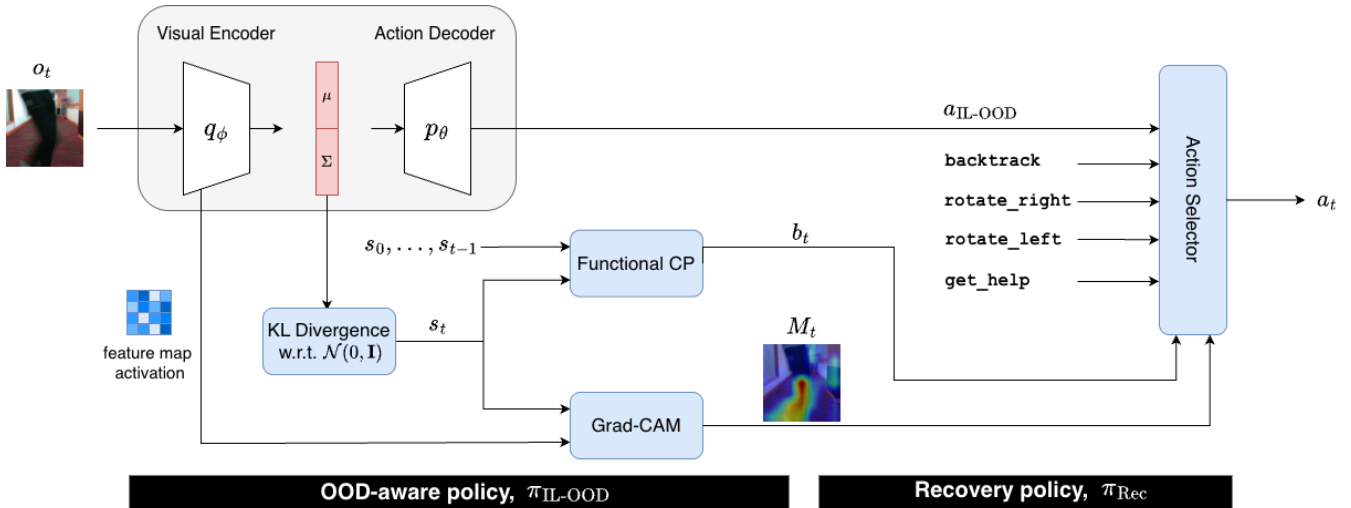 Visual Encoder
Action Decoder
o_t
q_ϕ
μ
Σ
p_θ
a_IL-OOD
backtrack
rotate_right
rotate_left
get_help
Action Selector
a_t
s_0, . . . , s_{t−1}
Functional CP
b_t
KL Divergence
w.r.t. 𝒩(0, I)
s_t
feature map
activation
M_t
Grad-CAM
OOD-aware policy, π_IL-OOD
Recovery policy, π_Rec